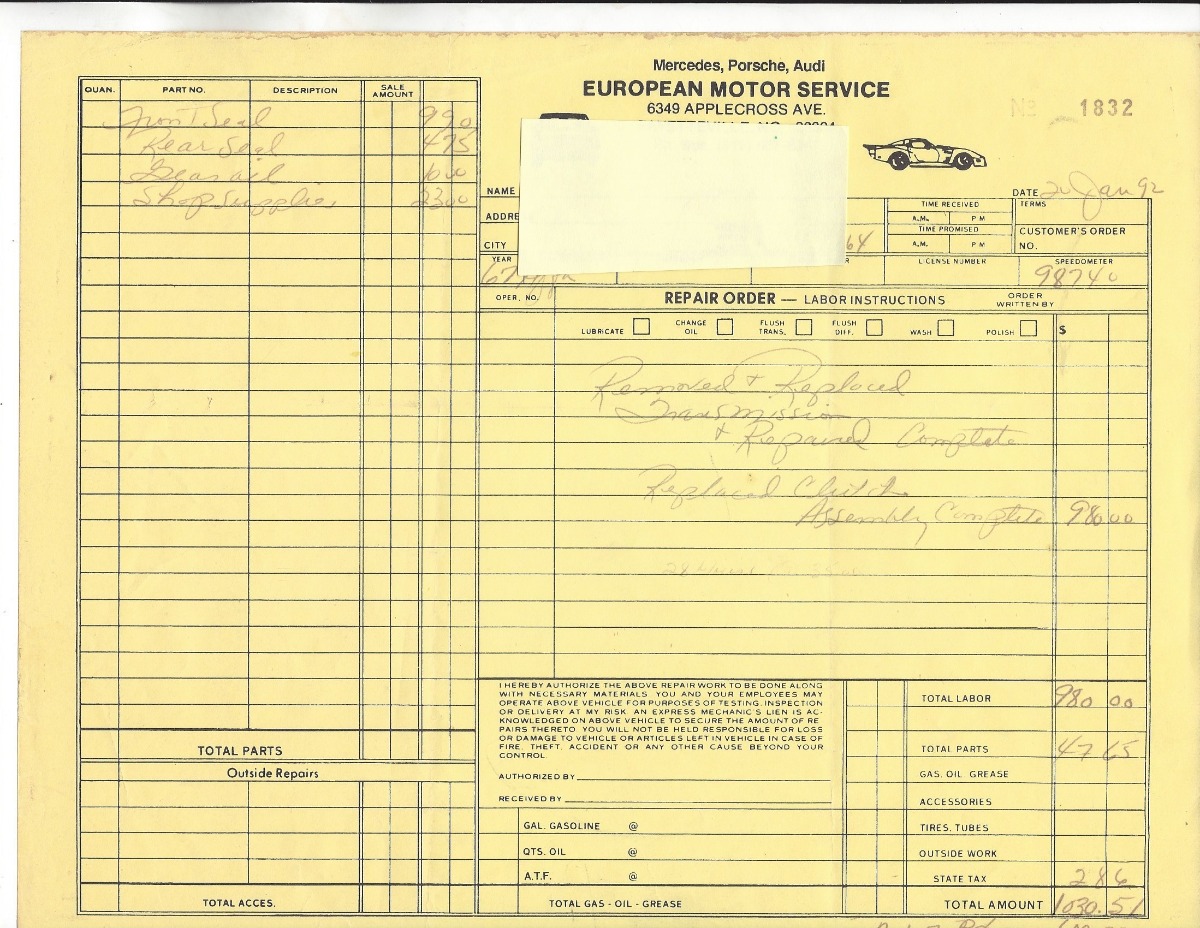 Mercedes, Porsche, Audi
EUROPEAN MOTOR SERVICE
6349 APPLECROSS AVE.
No 1832
DATE 20 Jan 92
NAME
ADDRE
CITY
64
TIME RECEIVED
A.M. P M
TIME PROMISED
A.M. P M
TERMS
CUSTOMER'S ORDER
NO.
YEAR
67
LICENSE NUMBER
SPEEDOMETER
98740
QUAN. PART NO. DESCRIPTION SALE AMOUNT
Front Seal 9 90
Rear Seal 4 75
Gear oil 10 00
Shop Supplies 23 00
OPER. NO. REPAIR ORDER — LABOR INSTRUCTIONS ORDER WRITTEN BY
LUBRICATE CHANGE OIL FLUSH TRANS. FLUSH DIFF. WASH POLISH $
Removed + Replaced
Transmission
+ Repaired Complete
Replaced Clutch
Assembly Complete 980 00
I HEREBY AUTHORIZE THE ABOVE REPAIR WORK TO BE DONE ALONG
WITH NECESSARY MATERIALS. YOU AND YOUR EMPLOYEES MAY
OPERATE ABOVE VEHICLE FOR PURPOSES OF TESTING. INSPECTION
OR DELIVERY AT MY RISK. AN EXPRESS MECHANIC'S LIEN IS AC-
KNOWLEDGED ON ABOVE VEHICLE TO SECURE THE AMOUNT OF RE
PAIRS THERETO. YOU WILL NOT BE HELD RESPONSIBLE FOR LOSS
OR DAMAGE TO VEHICLE OR ARTICLES LEFT IN VEHICLE IN CASE OF
FIRE. THEFT. ACCIDENT OR ANY OTHER CAUSE BEYOND YOUR
CONTROL.
AUTHORIZED BY
RECEIVED BY
GAL. GASOLINE @
QTS. OIL @
A.T.F. @
TOTAL GAS - OIL - GREASE
TOTAL LABOR 980 00
TOTAL PARTS 47 65
GAS. OIL. GREASE
ACCESSORIES
TIRES. TUBES
OUTSIDE WORK
STATE TAX 2 86
TOTAL AMOUNT 1030.51
TOTAL PARTS
Outside Repairs
TOTAL ACCES.